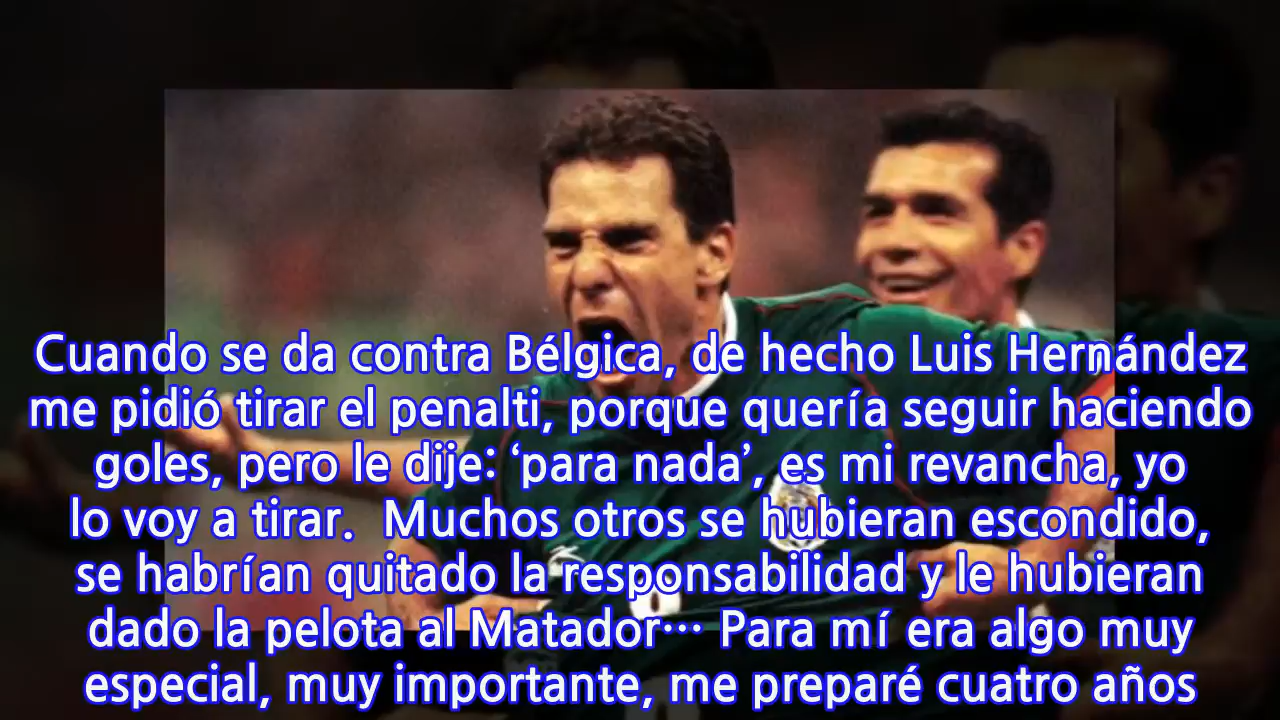 Cuando se da contra Bélgica, de hecho Luis Hernández
me pidió tirar el penalti, porque quería seguir haciendo
goles, pero le dije: ‘para nada’, es mi revancha, yo
lo voy a tirar.  Muchos otros se hubieran escondido,
se habrían quitado la responsabilidad y le hubieran
dado la pelota al Matador… Para mí era algo muy
especial, muy importante, me preparé cuatro años